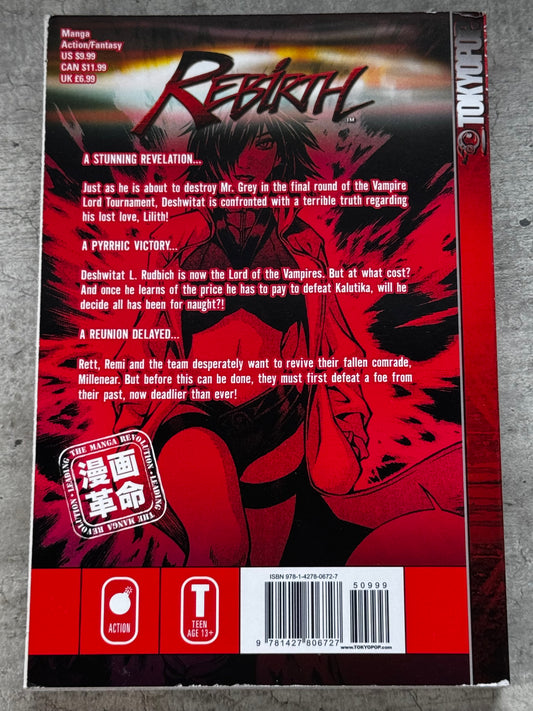 Manga
Action/Fantasy
US $9.99
CAN $11.99
UK £6.99
REBIRTH™
TOKYOPOP
A STUNNING REVELATION...
Just as he is about to destroy Mr. Grey in the final round of the Vampire
Lord Tournament, Deshwitat is confronted with a terrible truth regarding
his lost love, Lilith!
A PYRRHIC VICTORY...
Deshwitat L. Rudbich is now the Lord of the Vampires. But at what cost?
And once he learns of the price he has to pay to defeat Kalutika, will he
decide all has been for naught?!
A REUNION DELAYED...
Rett, Remi and the team desperately want to revive their fallen comrade,
Millenear. But before this can be done, they must first defeat a foe from
their past, now deadlier than ever!
LEADING THE MANGA REVOLUTION • LEADING THE MANGA REVOLUTION •
漫画
革命
ACTION
T
TEEN
AGE 13+
ISBN 978-1-4278-0672-7
50999
9 781427 806727
www.TOKYOPOP.com